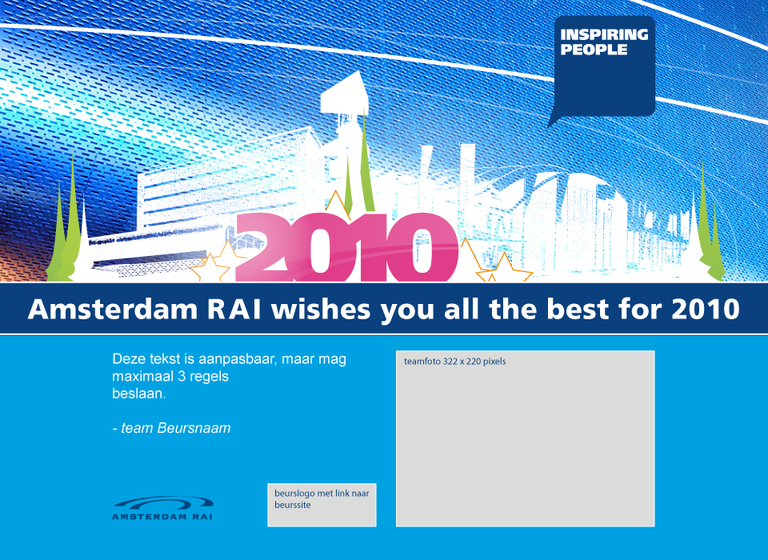 INSPIRING
PEOPLE
2010
Amsterdam RAI wishes you all the best for 2010
Deze tekst is aanpasbaar, maar mag
maximaal 3 regels
beslaan.
- team Beursnaam
teamfoto 322 x 220 pixels
beurslogo met link naar
beurssite
AMSTERDAM RAI